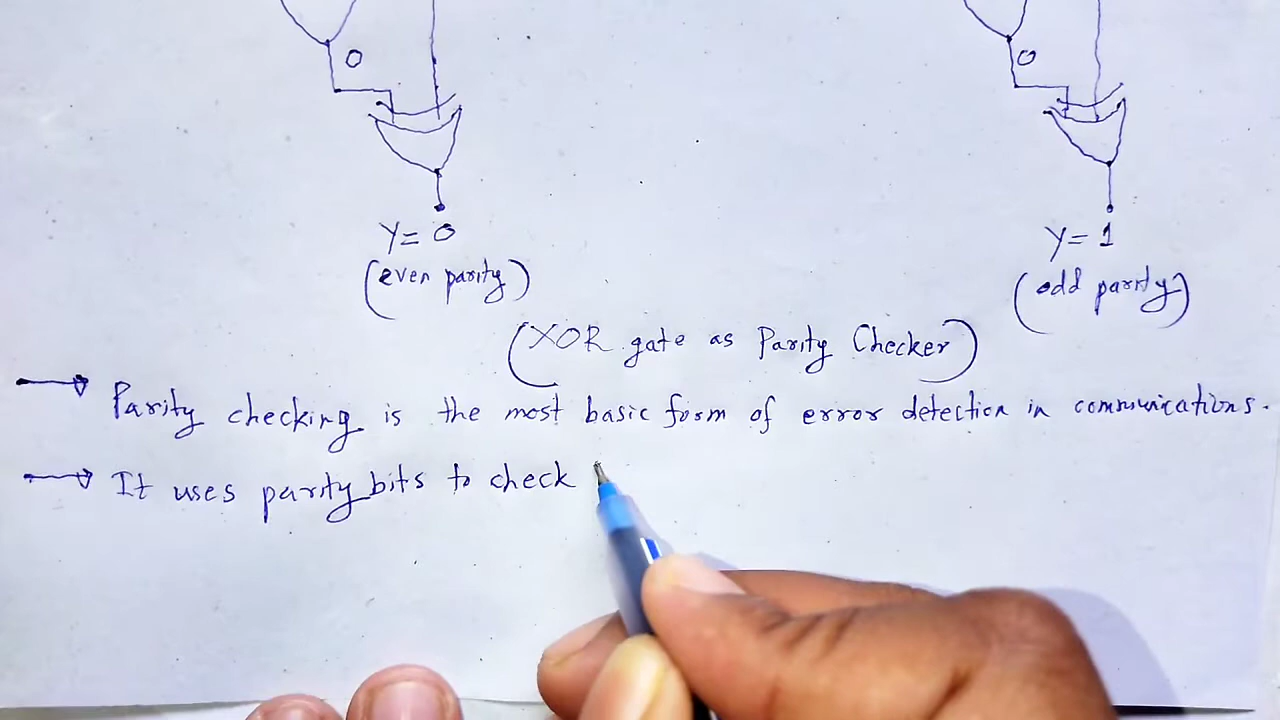 0 0
Y = 0 Y = 1
(even parity) (odd parity)
(XOR gate as Parity Checker)
→ Parity checking is the most basic form of error detection in communications.
→ It uses parity bits to check